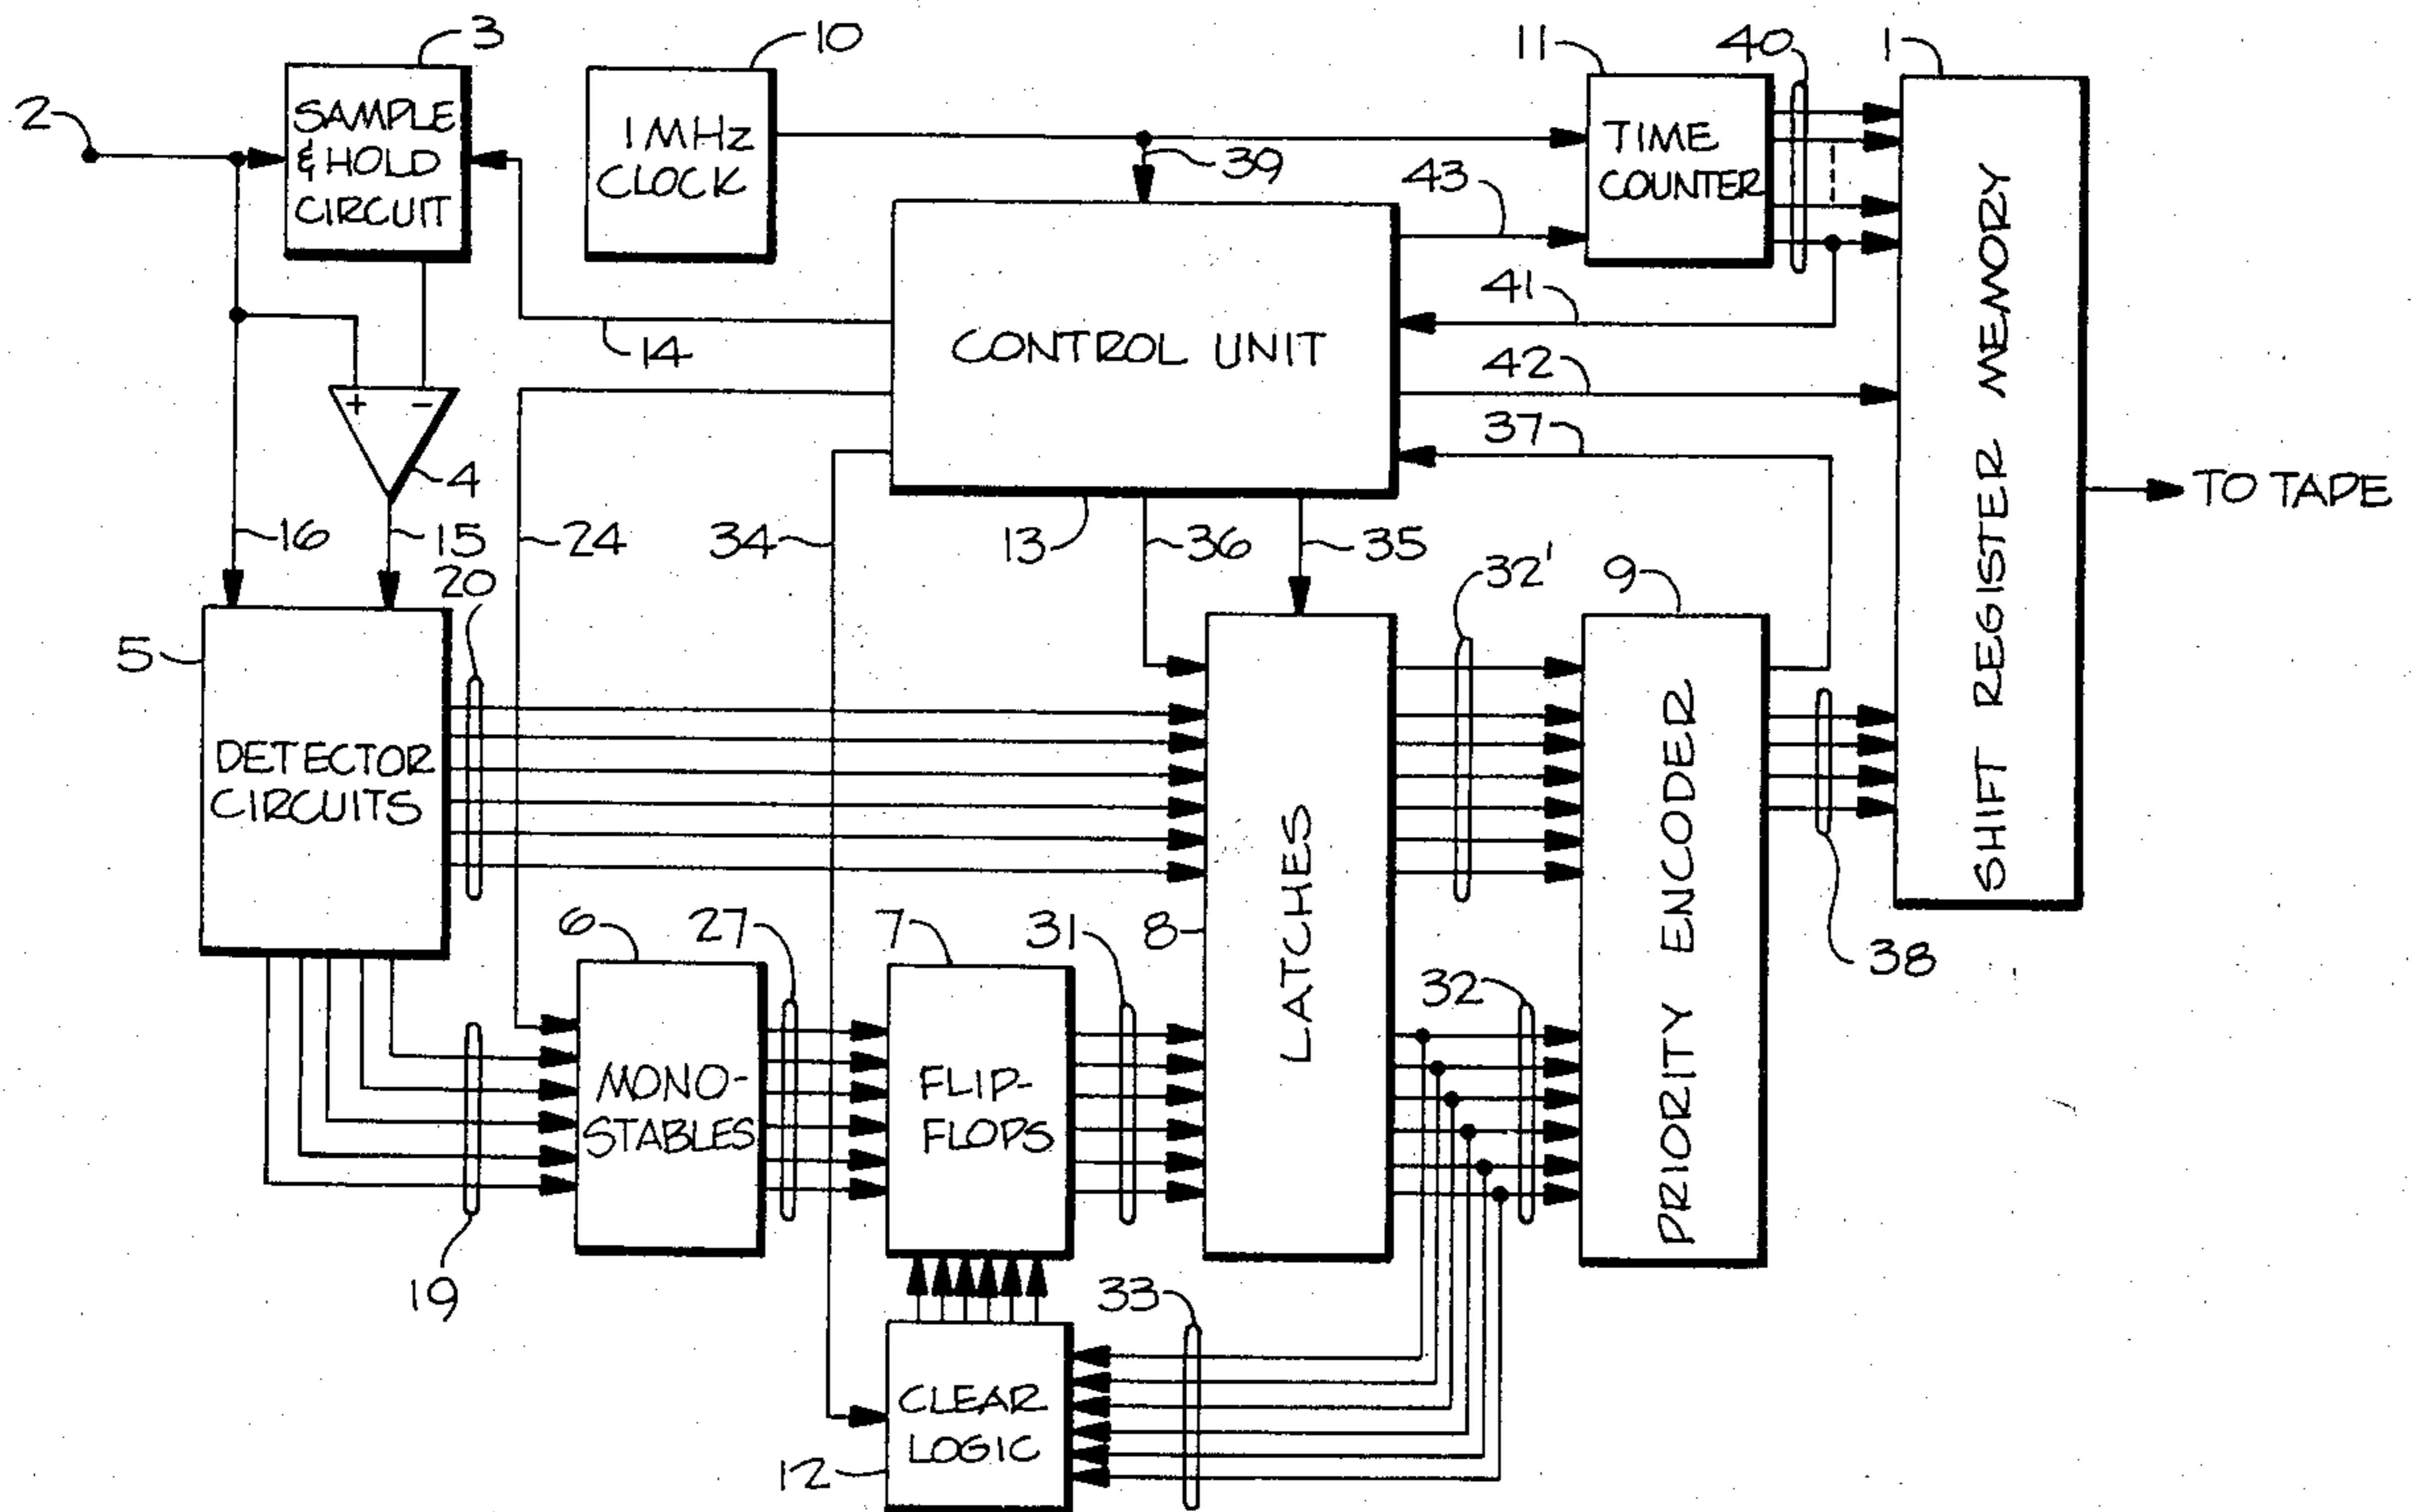 3
10
11
40
1
2
SAMPLE
& HOLD
CIRCUIT
1 MHz
CLOCK
TIME
COUNTER
39
43
41
14
CONTROL UNIT
42
37
+ −
4
SHIFT REGISTER MEMORY
TO TAPE
16
15
24
34
13
36
35
32'
9
20
5
DETECTOR
CIRCUITS
LATCHES
PRIORITY ENCODER
6
27
7
31
8
38
32
MONO-
STABLES
FLIP-
FLOPS
19
33
CLEAR
LOGIC
12